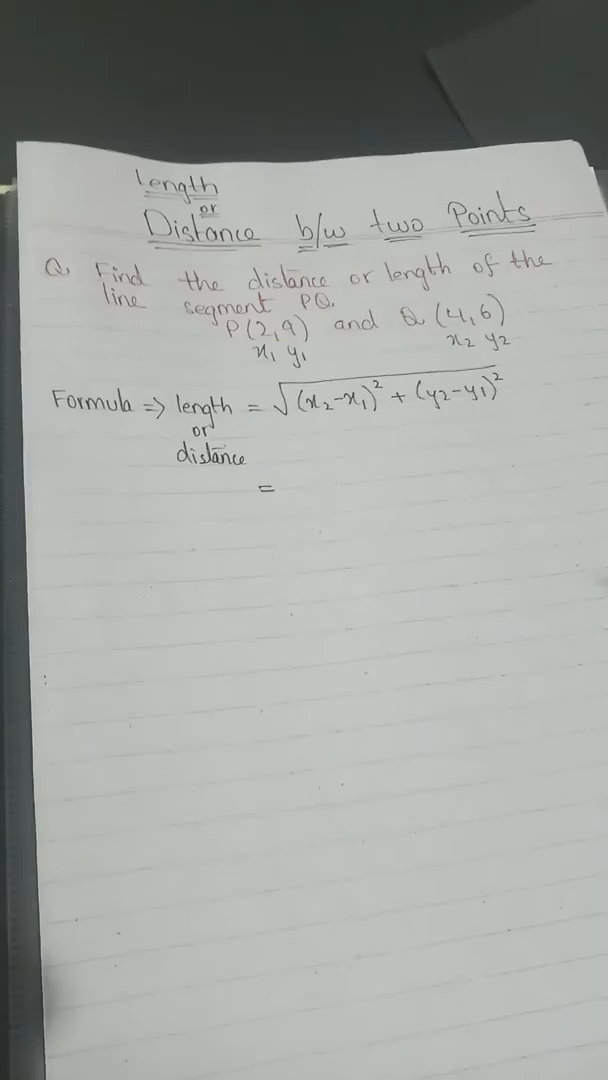 Length
or
Distance b/w two Points
Q. Find the distance or length of the
line segment PQ.
P(2,9) and Q(4,6)
x₁ y₁ x₂ y₂
Formula => length = √(x₂-x₁)² + (y₂-y₁)²
or
distance
=